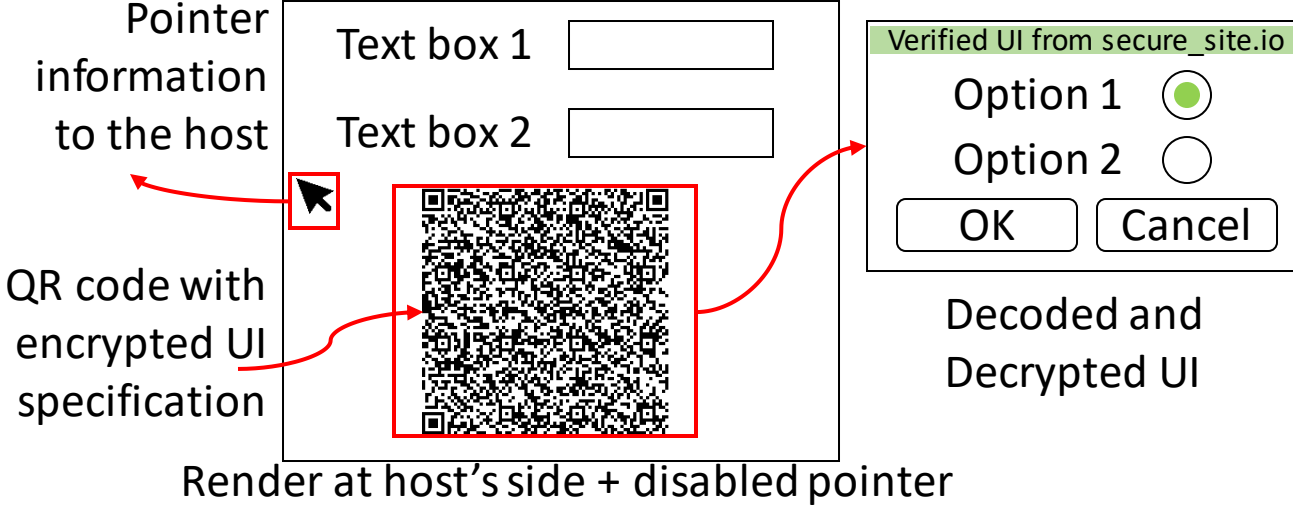 Pointer
information
to the host
Text box 1
Text box 2
QR code with
encrypted UI
specification
Verified UI from secure_site.io
Option 1
Option 2
OK
Cancel
Decoded and
Decrypted UI
Render at host's side + disabled pointer